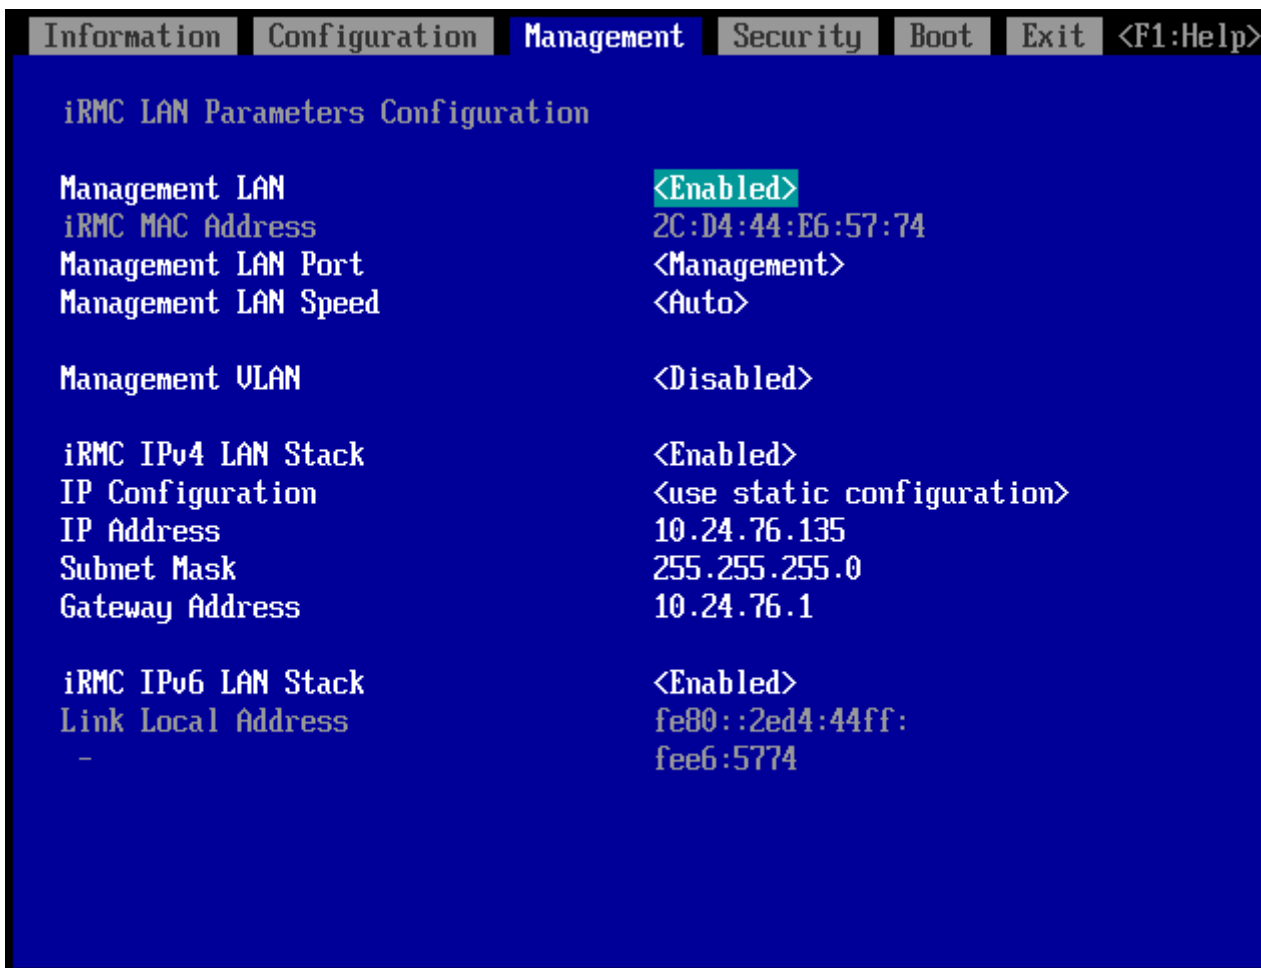 Information Configuration Management Security Boot Exit <F1:Help>
iRMC LAN Parameters Configuration
Management LAN <Enabled>
iRMC MAC Address 2C:D4:44:E6:57:74
Management LAN Port <Management>
Management LAN Speed <Auto>
Management VLAN <Disabled>
iRMC IPv4 LAN Stack <Enabled>
IP Configuration <use static configuration>
IP Address 10.24.76.135
Subnet Mask 255.255.255.0
Gateway Address 10.24.76.1
iRMC IPv6 LAN Stack <Enabled>
Link Local Address fe80::2ed4:44ff:
- fee6:5774